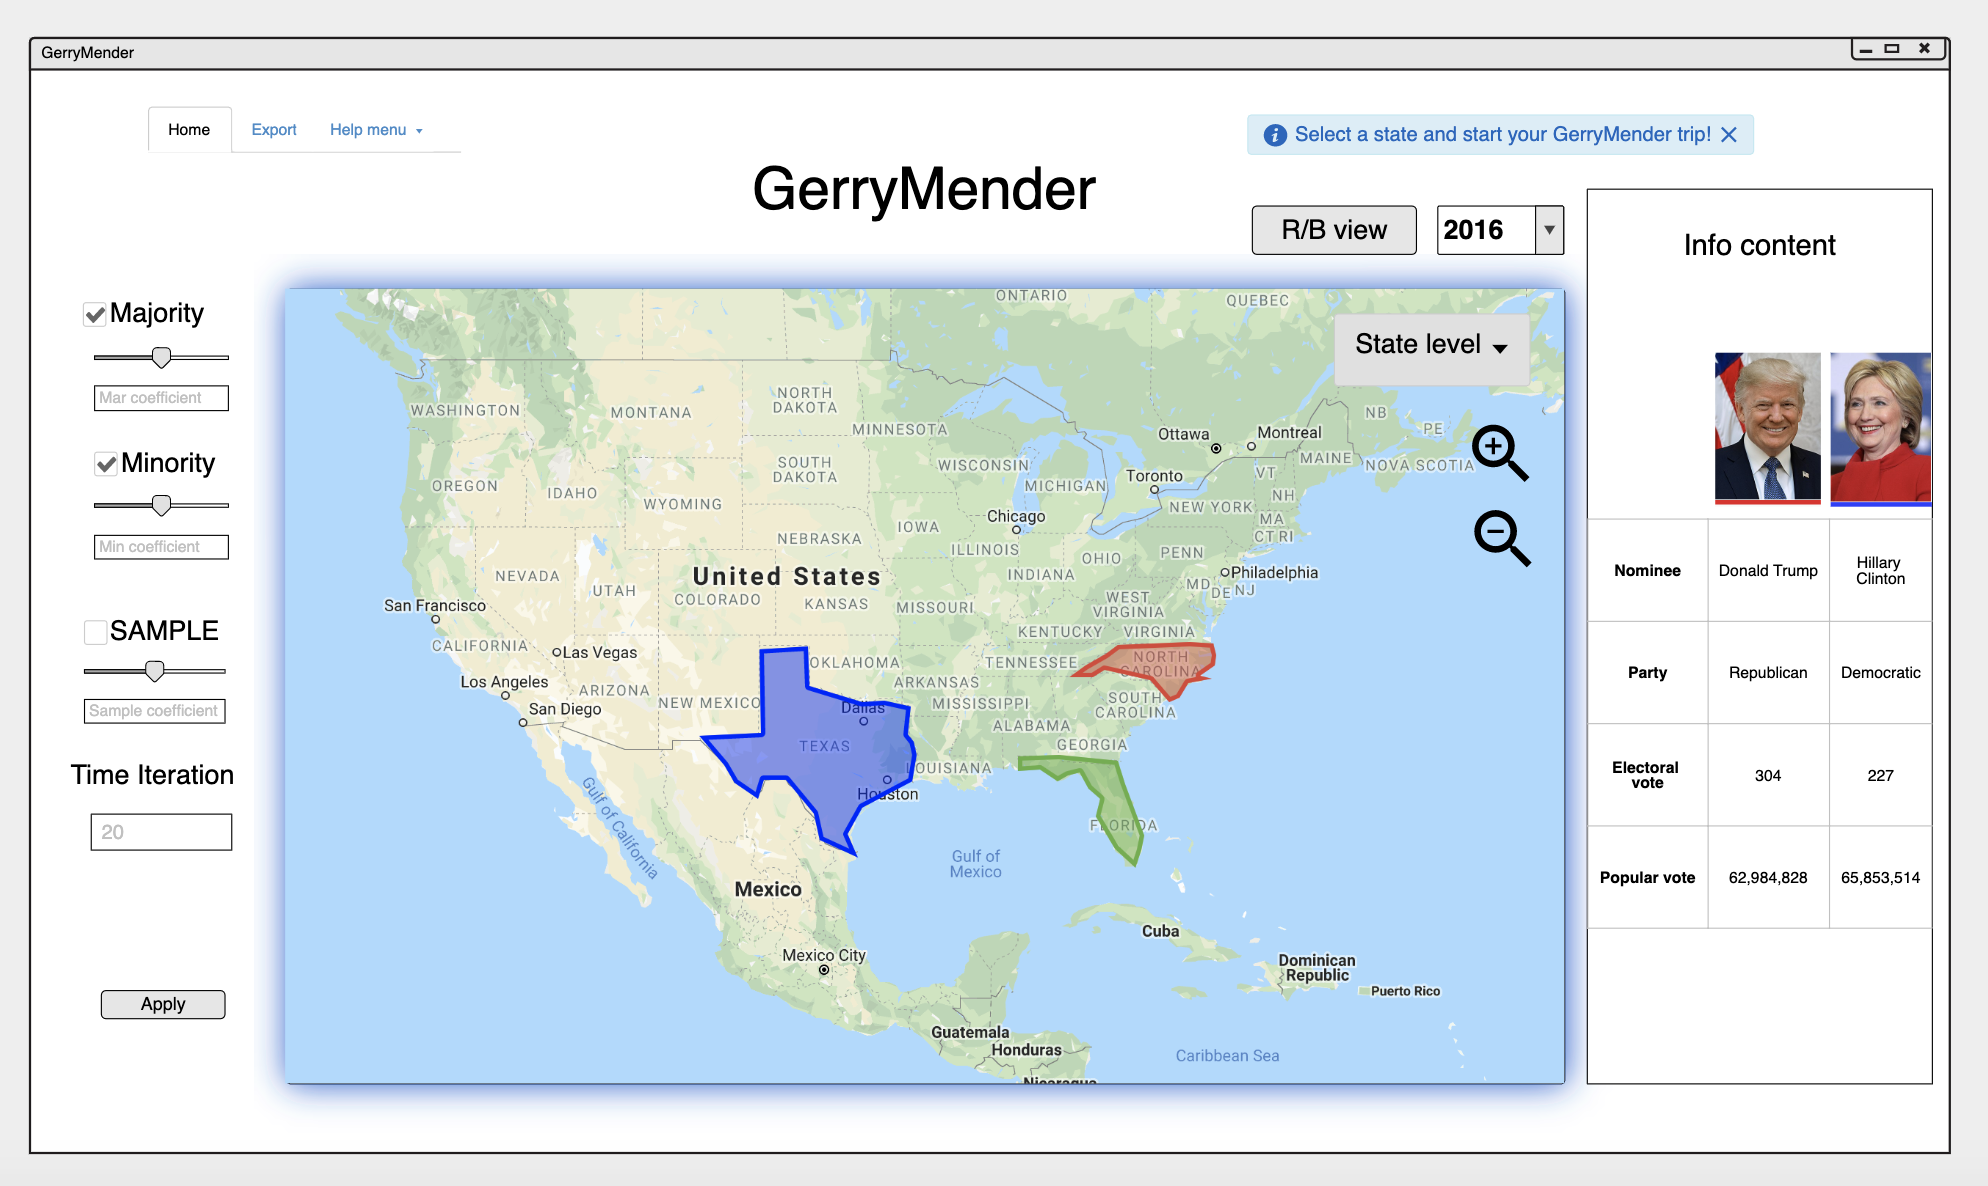 GerryMender
Home
Export
Help menu
Select a state and start your GerryMender trip!
GerryMender
R/B view
2016
Majority
Mar coefficient
Minority
Min coefficient
SAMPLE
Sample coefficient
Time Iteration
20
Apply
State level
ONTARIO
QUEBEC
WASHINGTON
MONTANA
NORTH
DAKOTA
MINNESOTA
Ottawa
Montreal
NB
PE
MAINE
NOVA SCOTIA
OREGON
IDAHO
SOUTH
DAKOTA
WISCONSIN
MICHIGAN
Toronto
VT
NH
WYOMING
NEW YORK
MA
CT RI
IOWA
Chicago
NEBRASKA
ILLINOIS
OHIO
PENN
INDIANA
Philadelphia
NEVADA
UTAH
United States
COLORADO
KANSAS
MISSOURI
WEST
VIRGINIA
MD
DE
NJ
San Francisco
CALIFORNIA
KENTUCKY
VIRGINIA
Las Vegas
OKLAHOMA
TENNESSEE
NORTH
CAROLINA
Los Angeles
ARIZONA
NEW MEXICO
ARKANSAS
San Diego
Dallas
MISSISSIPPI
SOUTH
CAROLINA
ALABAMA
TEXAS
GEORGIA
LOUISIANA
Houston
Gulf of California
FLORIDA
Gulf of
Mexico
Mexico
Mexico City
Cuba
Dominican
Republic
Puerto Rico
Guatemala
Honduras
Nicaragua
Caribbean Sea
Info content
Nominee
Donald Trump
Hillary
Clinton
Party
Republican
Democratic
Electoral
vote
304
227
Popular vote
62,984,828
65,853,514